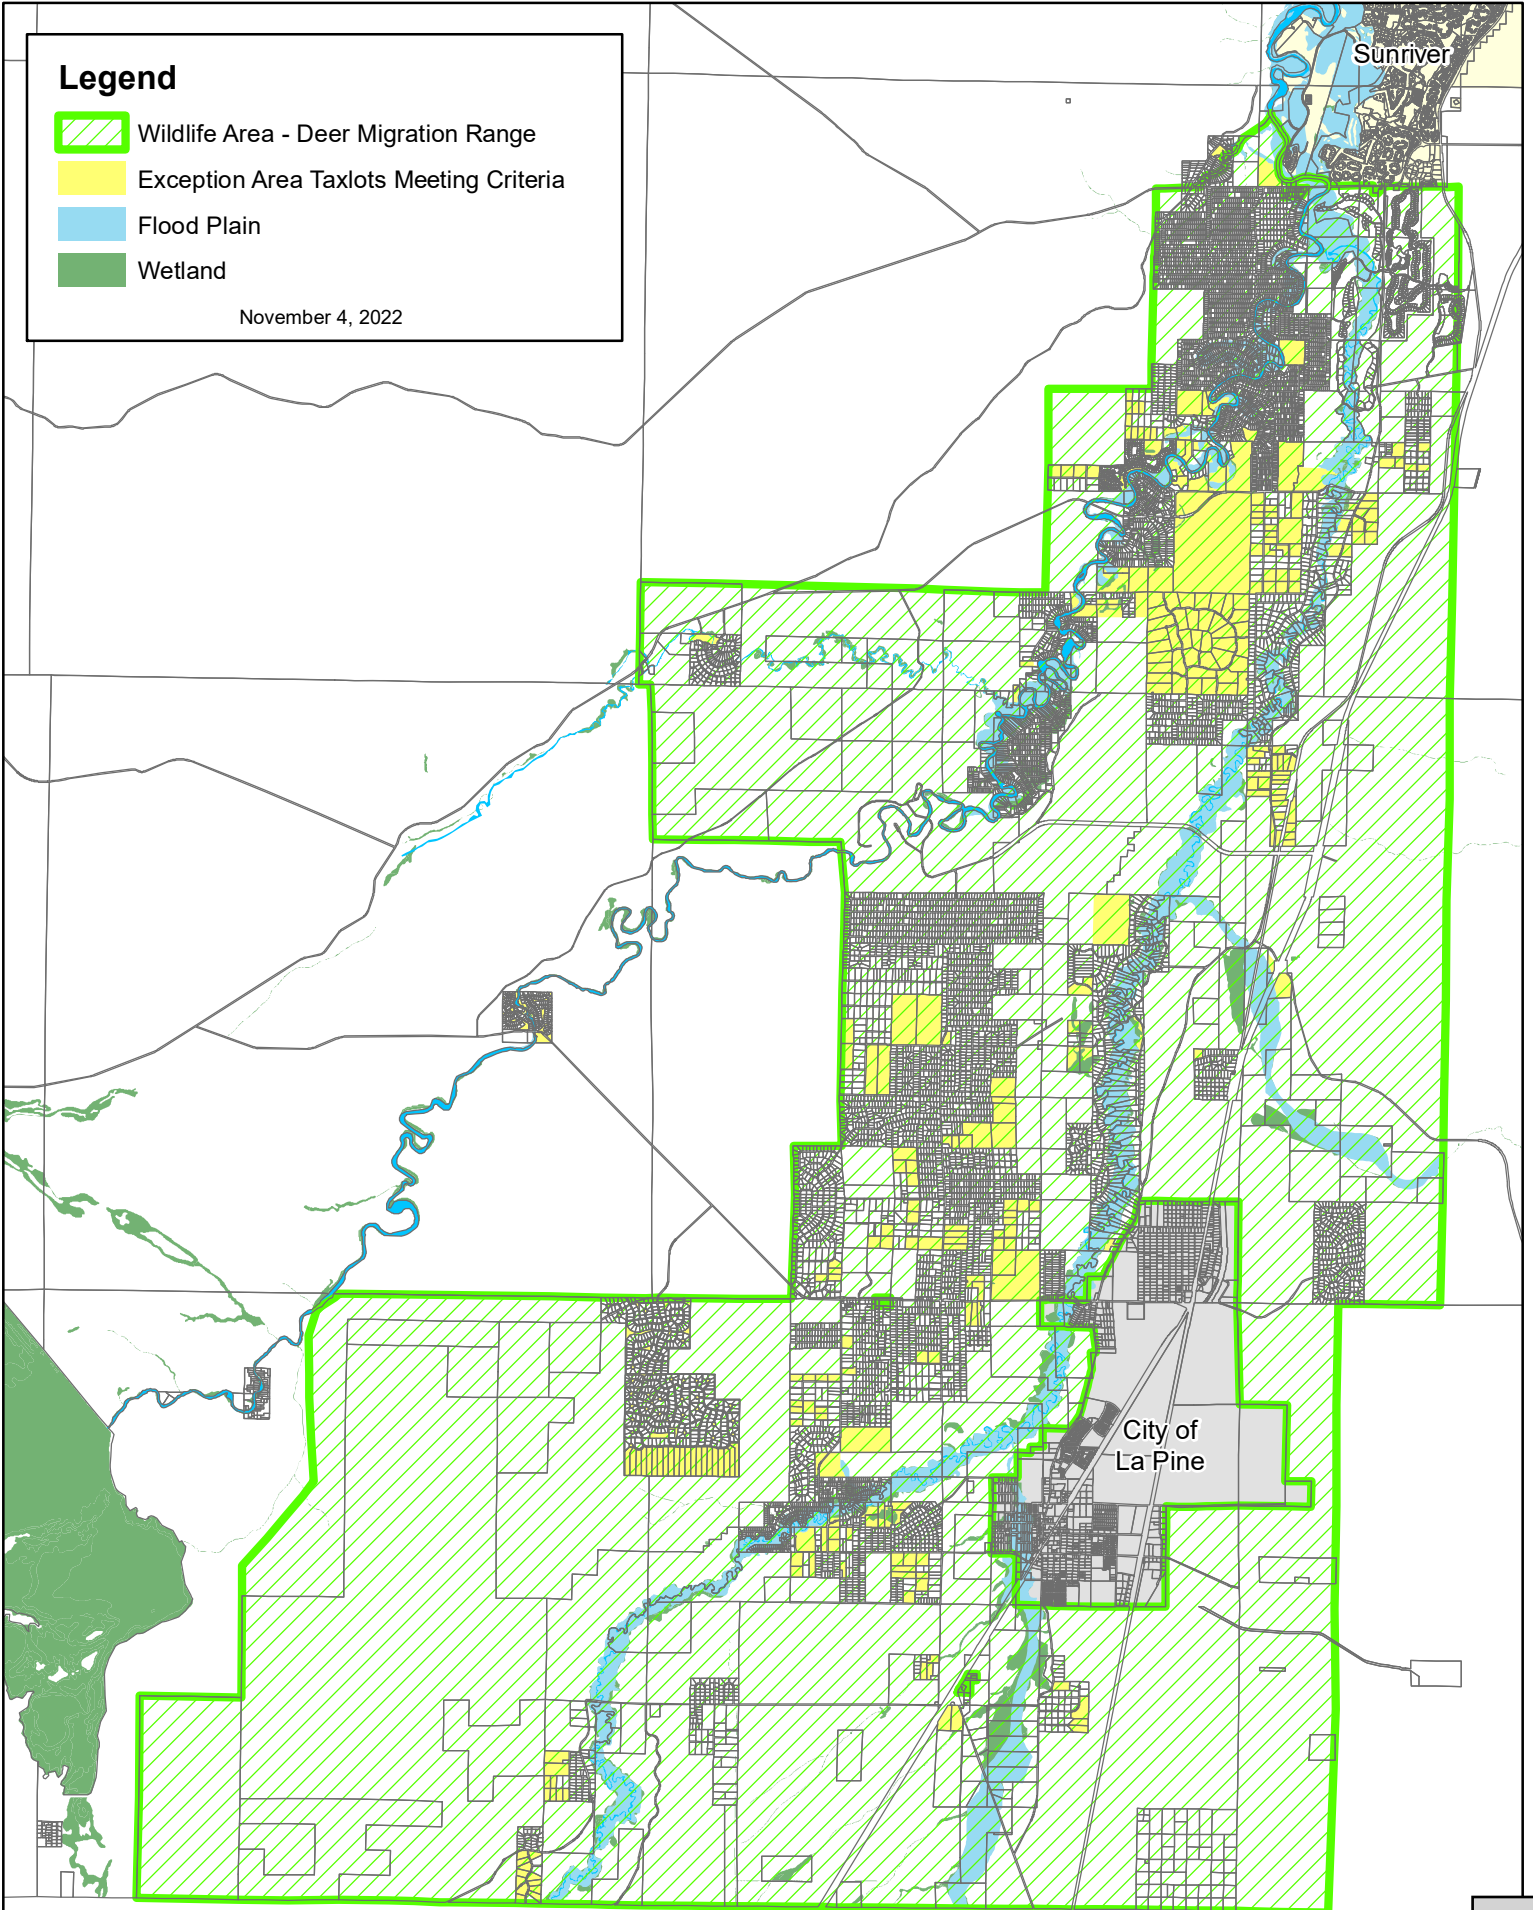 Legend
Wildlife Area - Deer Migration Range
Exception Area Taxlots Meeting Criteria
Flood Plain
Wetland
November 4, 2022
Sunriver
City of
La Pine